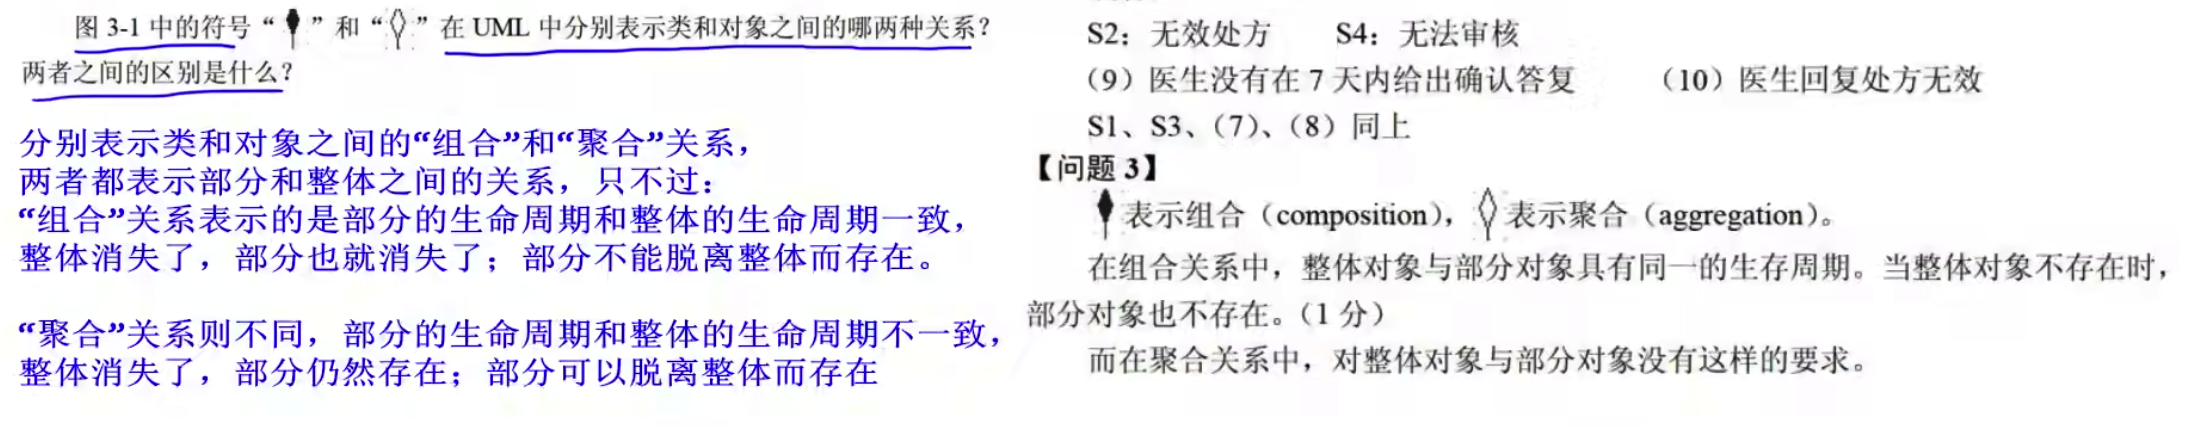 图 3-1 中的符号“ ”和“ ”在 UML 中分别表示类和对象之间的哪两种关系？
两者之间的区别是什么？
分别表示类和对象之间的“组合”和“聚合”关系，
两者都表示部分和整体之间的关系，只不过：
“组合”关系表示的是部分的生命周期和整体的生命周期一致，
整体消失了，部分也就消失了；部分不能脱离整体而存在。
“聚合”关系则不同，部分的生命周期和整体的生命周期不一致，
整体消失了，部分仍然存在；部分可以脱离整体而存在
S2：无效处方 S4：无法审核
（9）医生没有在 7 天内给出确认答复 （10）医生回复处方无效
S1、S3、（7）、（8）同上
【问题 3】
表示组合（composition），表示聚合（aggregation）。
在组合关系中，整体对象与部分对象具有同一的生存周期。当整体对象不存在时，
部分对象也不存在。（1 分）
而在聚合关系中，对整体对象与部分对象没有这样的要求。